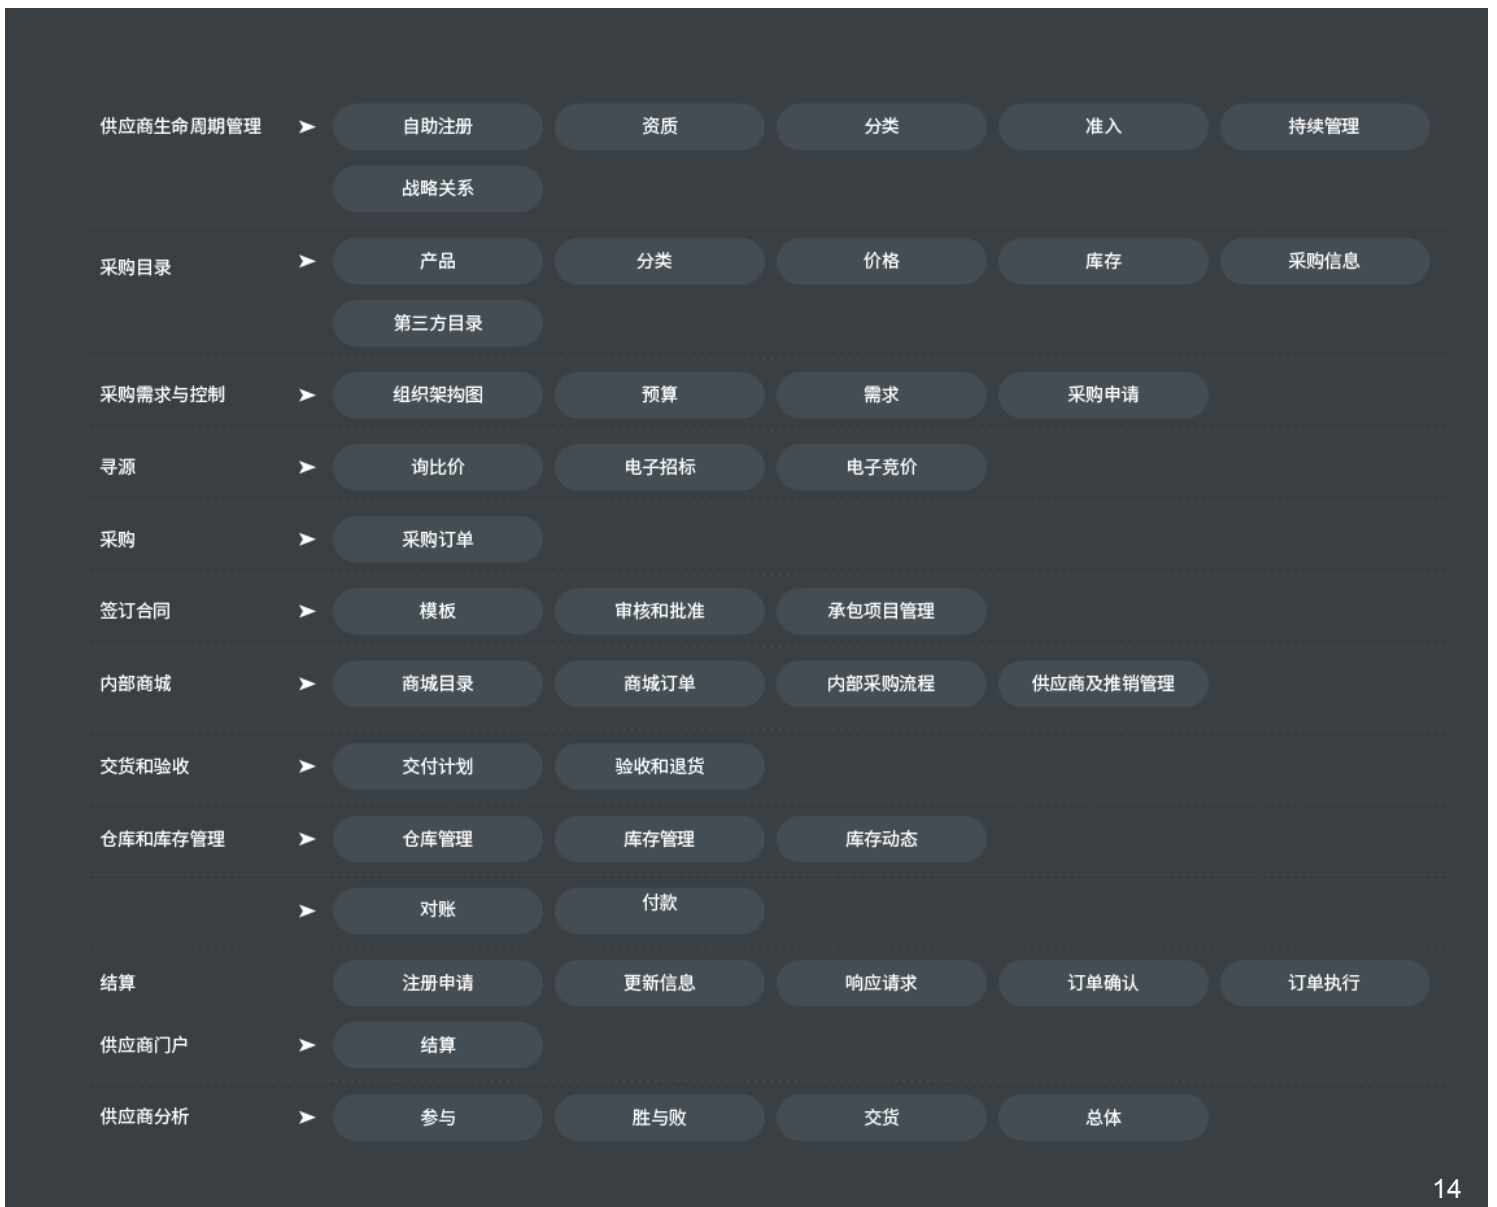 供应商生命周期管理 ➤ 自助注册 资质 分类 准入 持续管理
战略关系
采购目录 ➤ 产品 分类 价格 库存 采购信息
第三方目录
采购需求与控制 ➤ 组织架构图 预算 需求 采购申请
寻源 ➤ 询比价 电子招标 电子竞价
采购 ➤ 采购订单
签订合同 ➤ 模板 审核和批准 承包项目管理
内部商城 ➤ 商城目录 商城订单 内部采购流程 供应商及推销管理
交货和验收 ➤ 交付计划 验收和退货
仓库和库存管理 ➤ 仓库管理 库存管理 库存动态
➤ 对账 付款
结算 注册申请 更新信息 响应请求 订单确认 订单执行
供应商门户 ➤ 结算
供应商分析 ➤ 参与 胜与败 交货 总体
14